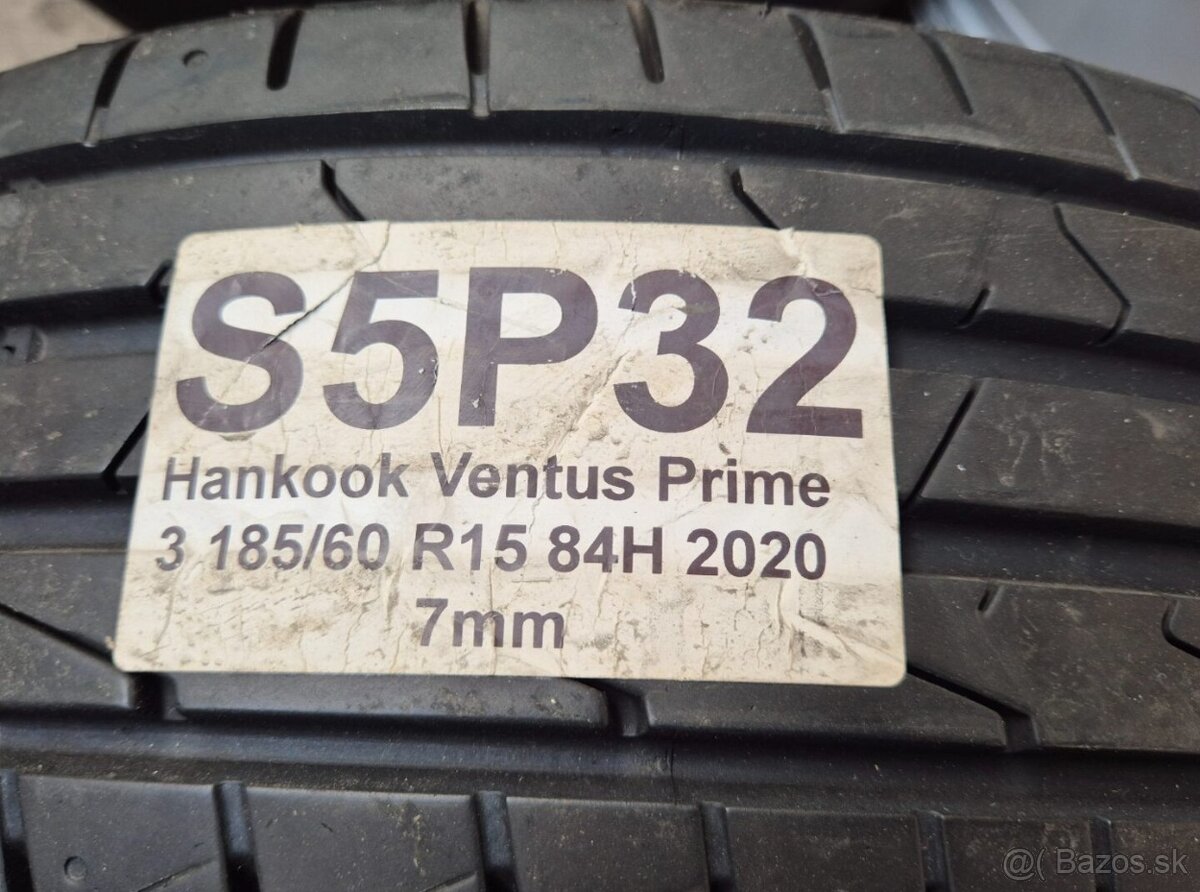 S5P32
Hankook Ventus Prime
3 185/60 R15 84H 2020
7mm
@( Bazos.sk